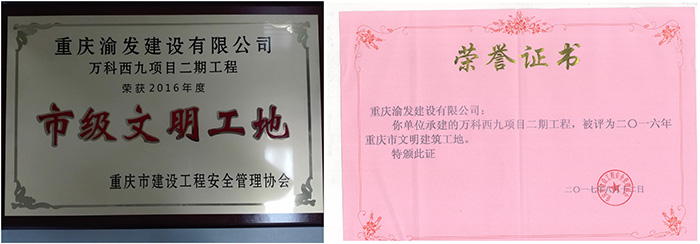 重庆渝发建设有限公司
万科西九项目二期工程
荣获2016年度
市级文明工地
重庆市建设工程安全管理协会
荣誉证书
重庆渝发建设有限公司：
你单位承建的万科西九项目二期工程，被评为二〇一六年
重庆市文明建筑工地。
特颁此证